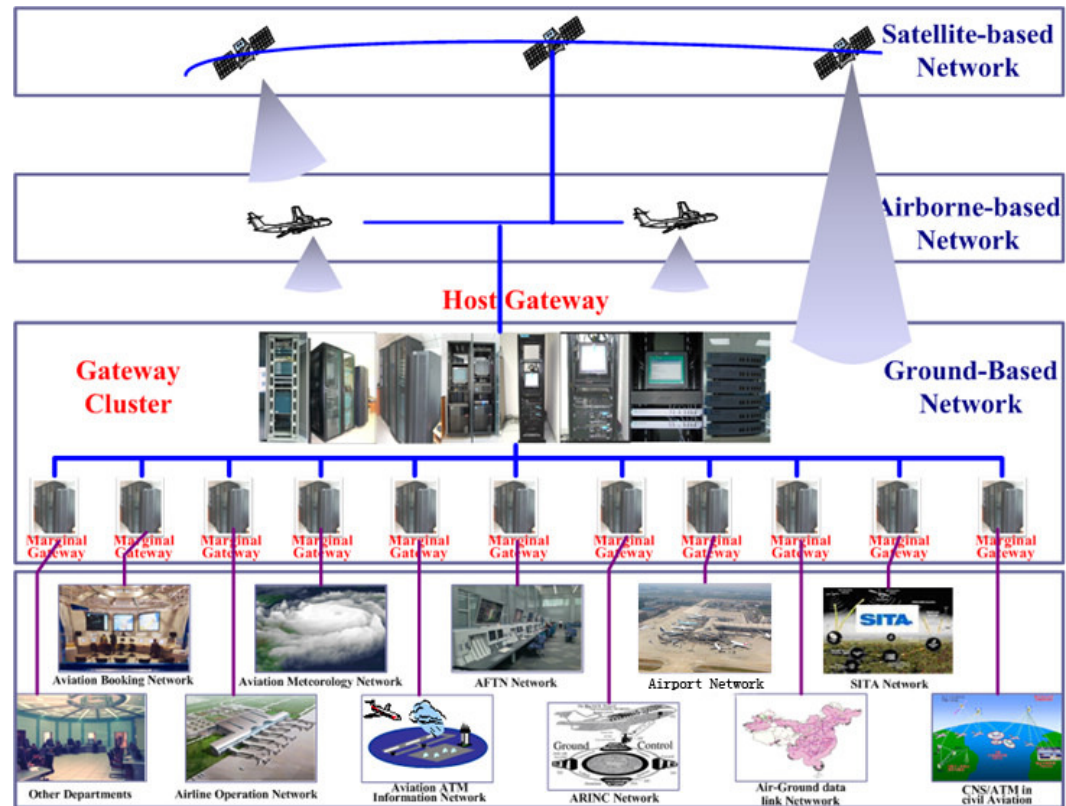 Satellite-based
Network
Airborne-based
Network
Host Gateway
Gateway
Cluster
Ground-Based
Network
Marginal
Gateway
Marginal
Gateway
Marginal
Gateway
Marginal
Gateway
Marginal
Gateway
Marginal
Gateway
Marginal
Gateway
Marginal
Gateway
Marginal
Gateway
Marginal
Gateway
Marginal
Gateway
SITA
Aviation Booking Network
Aviation Meteorology Network
AFTN Network
Airport Network
SITA Network
Ground
Control
Other Departments
Airline Operation Network
Aviation ATM
Information Network
ARINC Network
Air-Ground data
link Netwwork
CNS/ATM in
civil Aviation